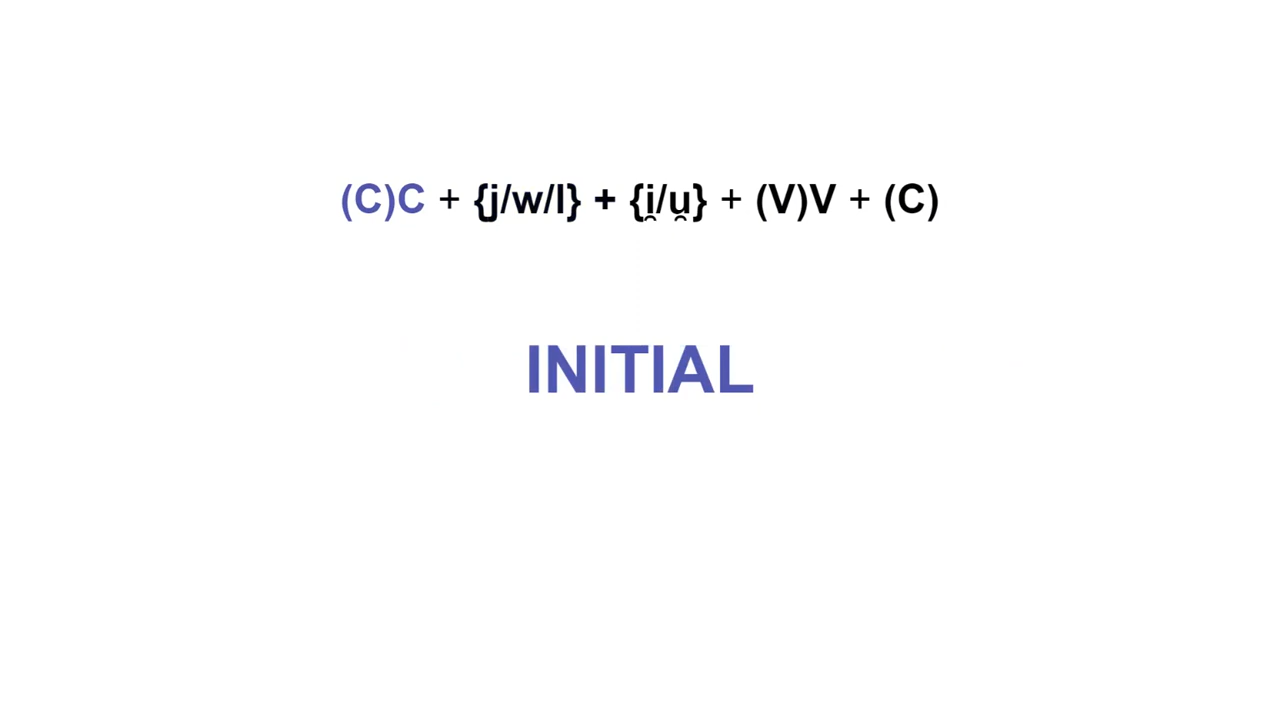 (C)C + {j/w/l} + {i̯/u̯} + (V)V + (C)
INITIAL